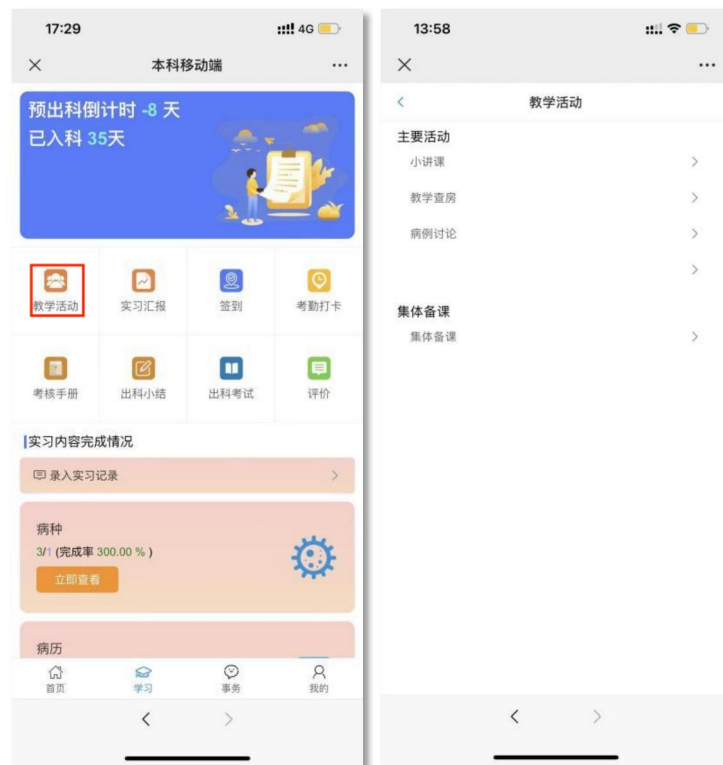 17:29
4G
本科移动端
预出科倒计时 -8 天
已入科 35天
教学活动
实习汇报
签到
考勤打卡
考核手册
出科小结
出科考试
评价
实习内容完成情况
录入实习记录
病种
3/1 (完成率 300.00 % )
立即查看
病历
首页
学习
事务
我的
13:58
教学活动
主要活动
小讲课
教学查房
病例讨论
集体备课
集体备课